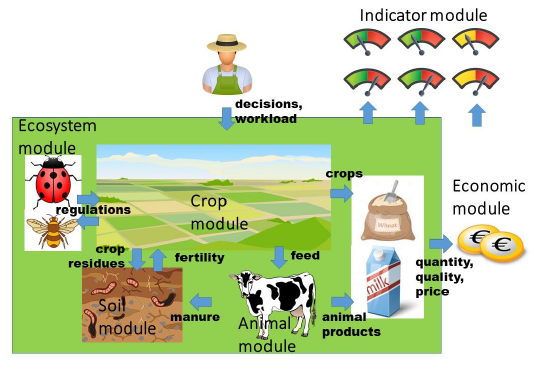 Indicator module
decisions,
workload
Ecosystem
module
crops
Economic
module
regulations
Crop
module
Wheat
crop
residues
fertility
feed
quantity,
quality,
price
milk
Soil
module
manure
Animal
module
animal
products
€
€